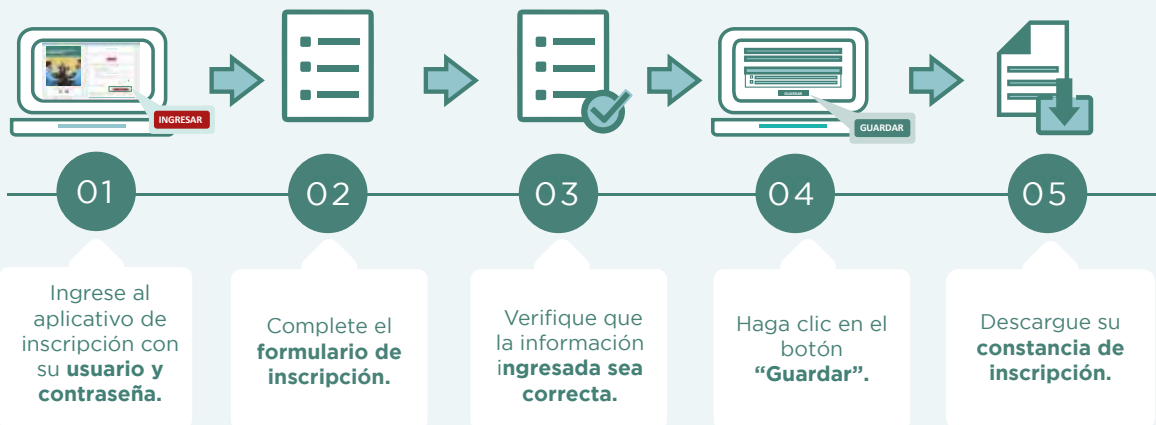 INGRESAR
GUARDAR
GUARDAR
01
02
03
04
05
Ingrese al
aplicativo de
inscripción con
su usuario y
contraseña.
Complete el
formulario de
inscripción.
Verifique que
la información
ingresada sea
correcta.
Haga clic en el
botón
“Guardar”.
Descargue su
constancia de
inscripción.